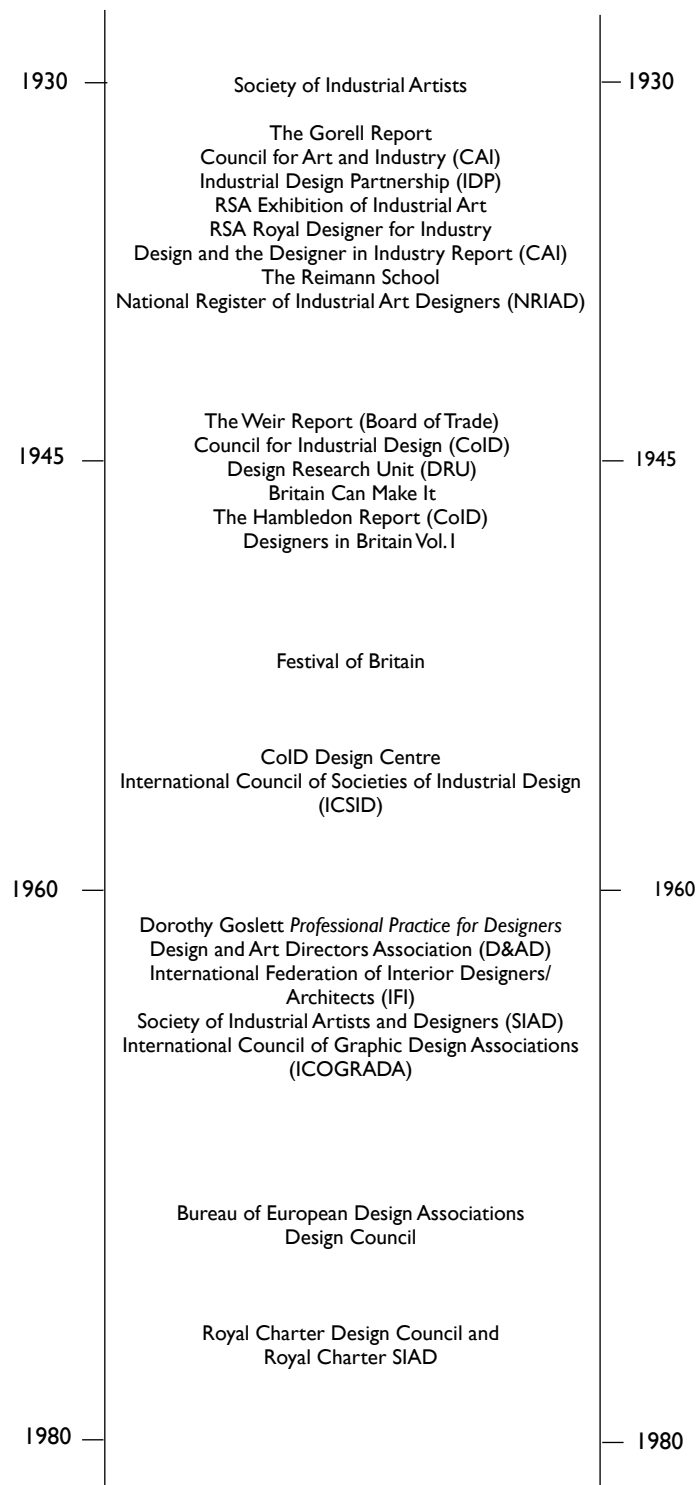 1930
1930
Society of Industrial Artists
The Gorell Report
Council for Art and Industry (CAI)
Industrial Design Partnership (IDP)
RSA Exhibition of Industrial Art
RSA Royal Designer for Industry
Design and the Designer in Industry Report (CAI)
The Reimann School
National Register of Industrial Art Designers (NRIAD)
The Weir Report (Board of Trade)
Council for Industrial Design (CoID)
1945
1945
Design Research Unit (DRU)
Britain Can Make It
The Hambledon Report (CoID)
Designers in Britain Vol.1
Festival of Britain
CoID Design Centre
International Council of Societies of Industrial Design
(ICSID)
1960
1960
Dorothy Goslett Professional Practice for Designers
Design and Art Directors Association (D&AD)
International Federation of Interior Designers/
Architects (IFI)
Society of Industrial Artists and Designers (SIAD)
International Council of Graphic Design Associations
(ICOGRADA)
Bureau of European Design Associations
Design Council
Royal Charter Design Council and
Royal Charter SIAD
1980
1980